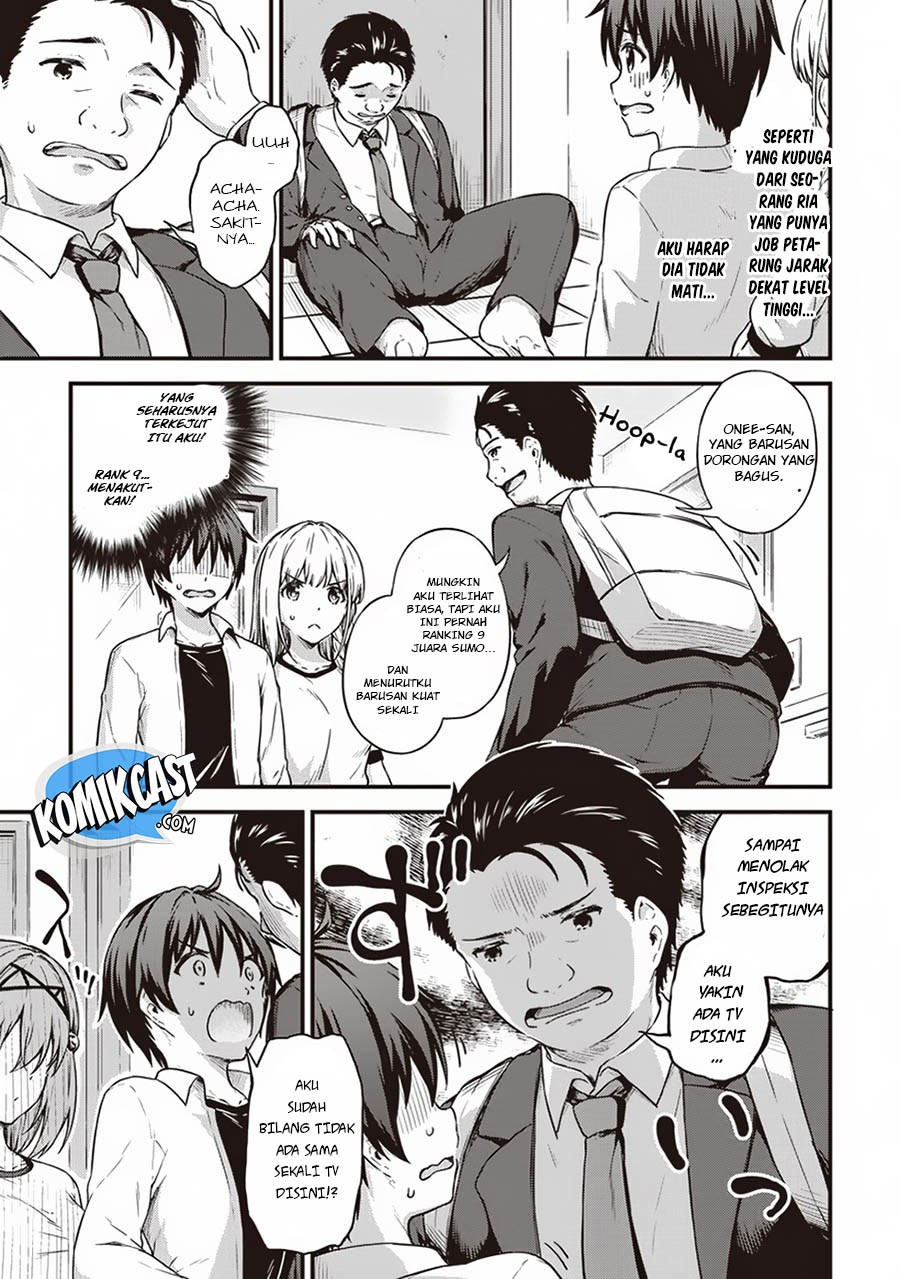 SEPERTI
YANG KUDUGA
DARI SEO-
RANG RIA
YANG PUNYA
JOB PETA-
RUNG JARAK
DEKAT LEVEL
TINGGI...
AKU HARAP
DIA TIDAK
MATI...
UUH
...
ACHA-
ACHA.
SAKIT-
NYA...
ONEE-SAN,
YANG BARUSAN
DORONGAN YANG
BAGUS.
Hoop-la
MUNGKIN
AKU TERLIHAT
BIASA, TAPI AKU
INI PERNAH
RANKING 9
JUARA SUMO...
DAN
MENURUTKU
BARUSAN KUAT
SEKALI
YANG
SEHARUSNYA
TERKEJUT
ITU AKU!
RANK 9...
MENAKUT-
KAN!
SAMPAI
MENOLAK
INSPEKSI
SEBEGITUNYA
AKU
YAKIN
ADA TV
DISINI
...
AKU
SUDAH
BILANG TIDAK
ADA SAMA
SEKALI TV
DISINI!?
KOMIKCAST
.COM